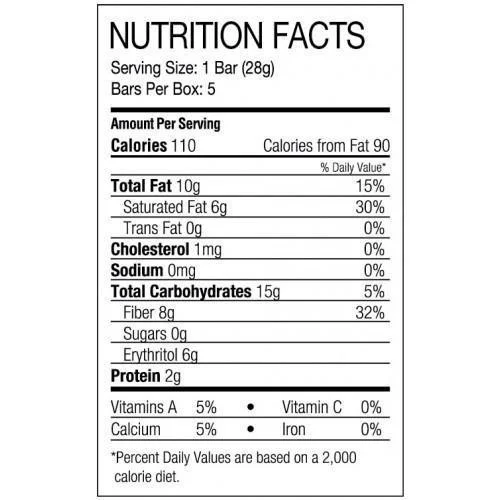 NUTRITION FACTS
Serving Size: 1 Bar (28g)
Bars Per Box: 5
Amount Per Serving
Calories 110 Calories from Fat 90
% Daily Value*
Total Fat 10g 15%
Saturated Fat 6g 30%
Trans Fat 0g 0%
Cholesterol 1mg 0%
Sodium 0mg 0%
Total Carbohydrates 15g 5%
Fiber 8g 32%
Sugars 0g
Erythritol 6g
Protein 2g
Vitamins A 5% • Vitamin C 0%
Calcium 5% • Iron 0%
*Percent Daily Values are based on a 2,000
calorie diet.